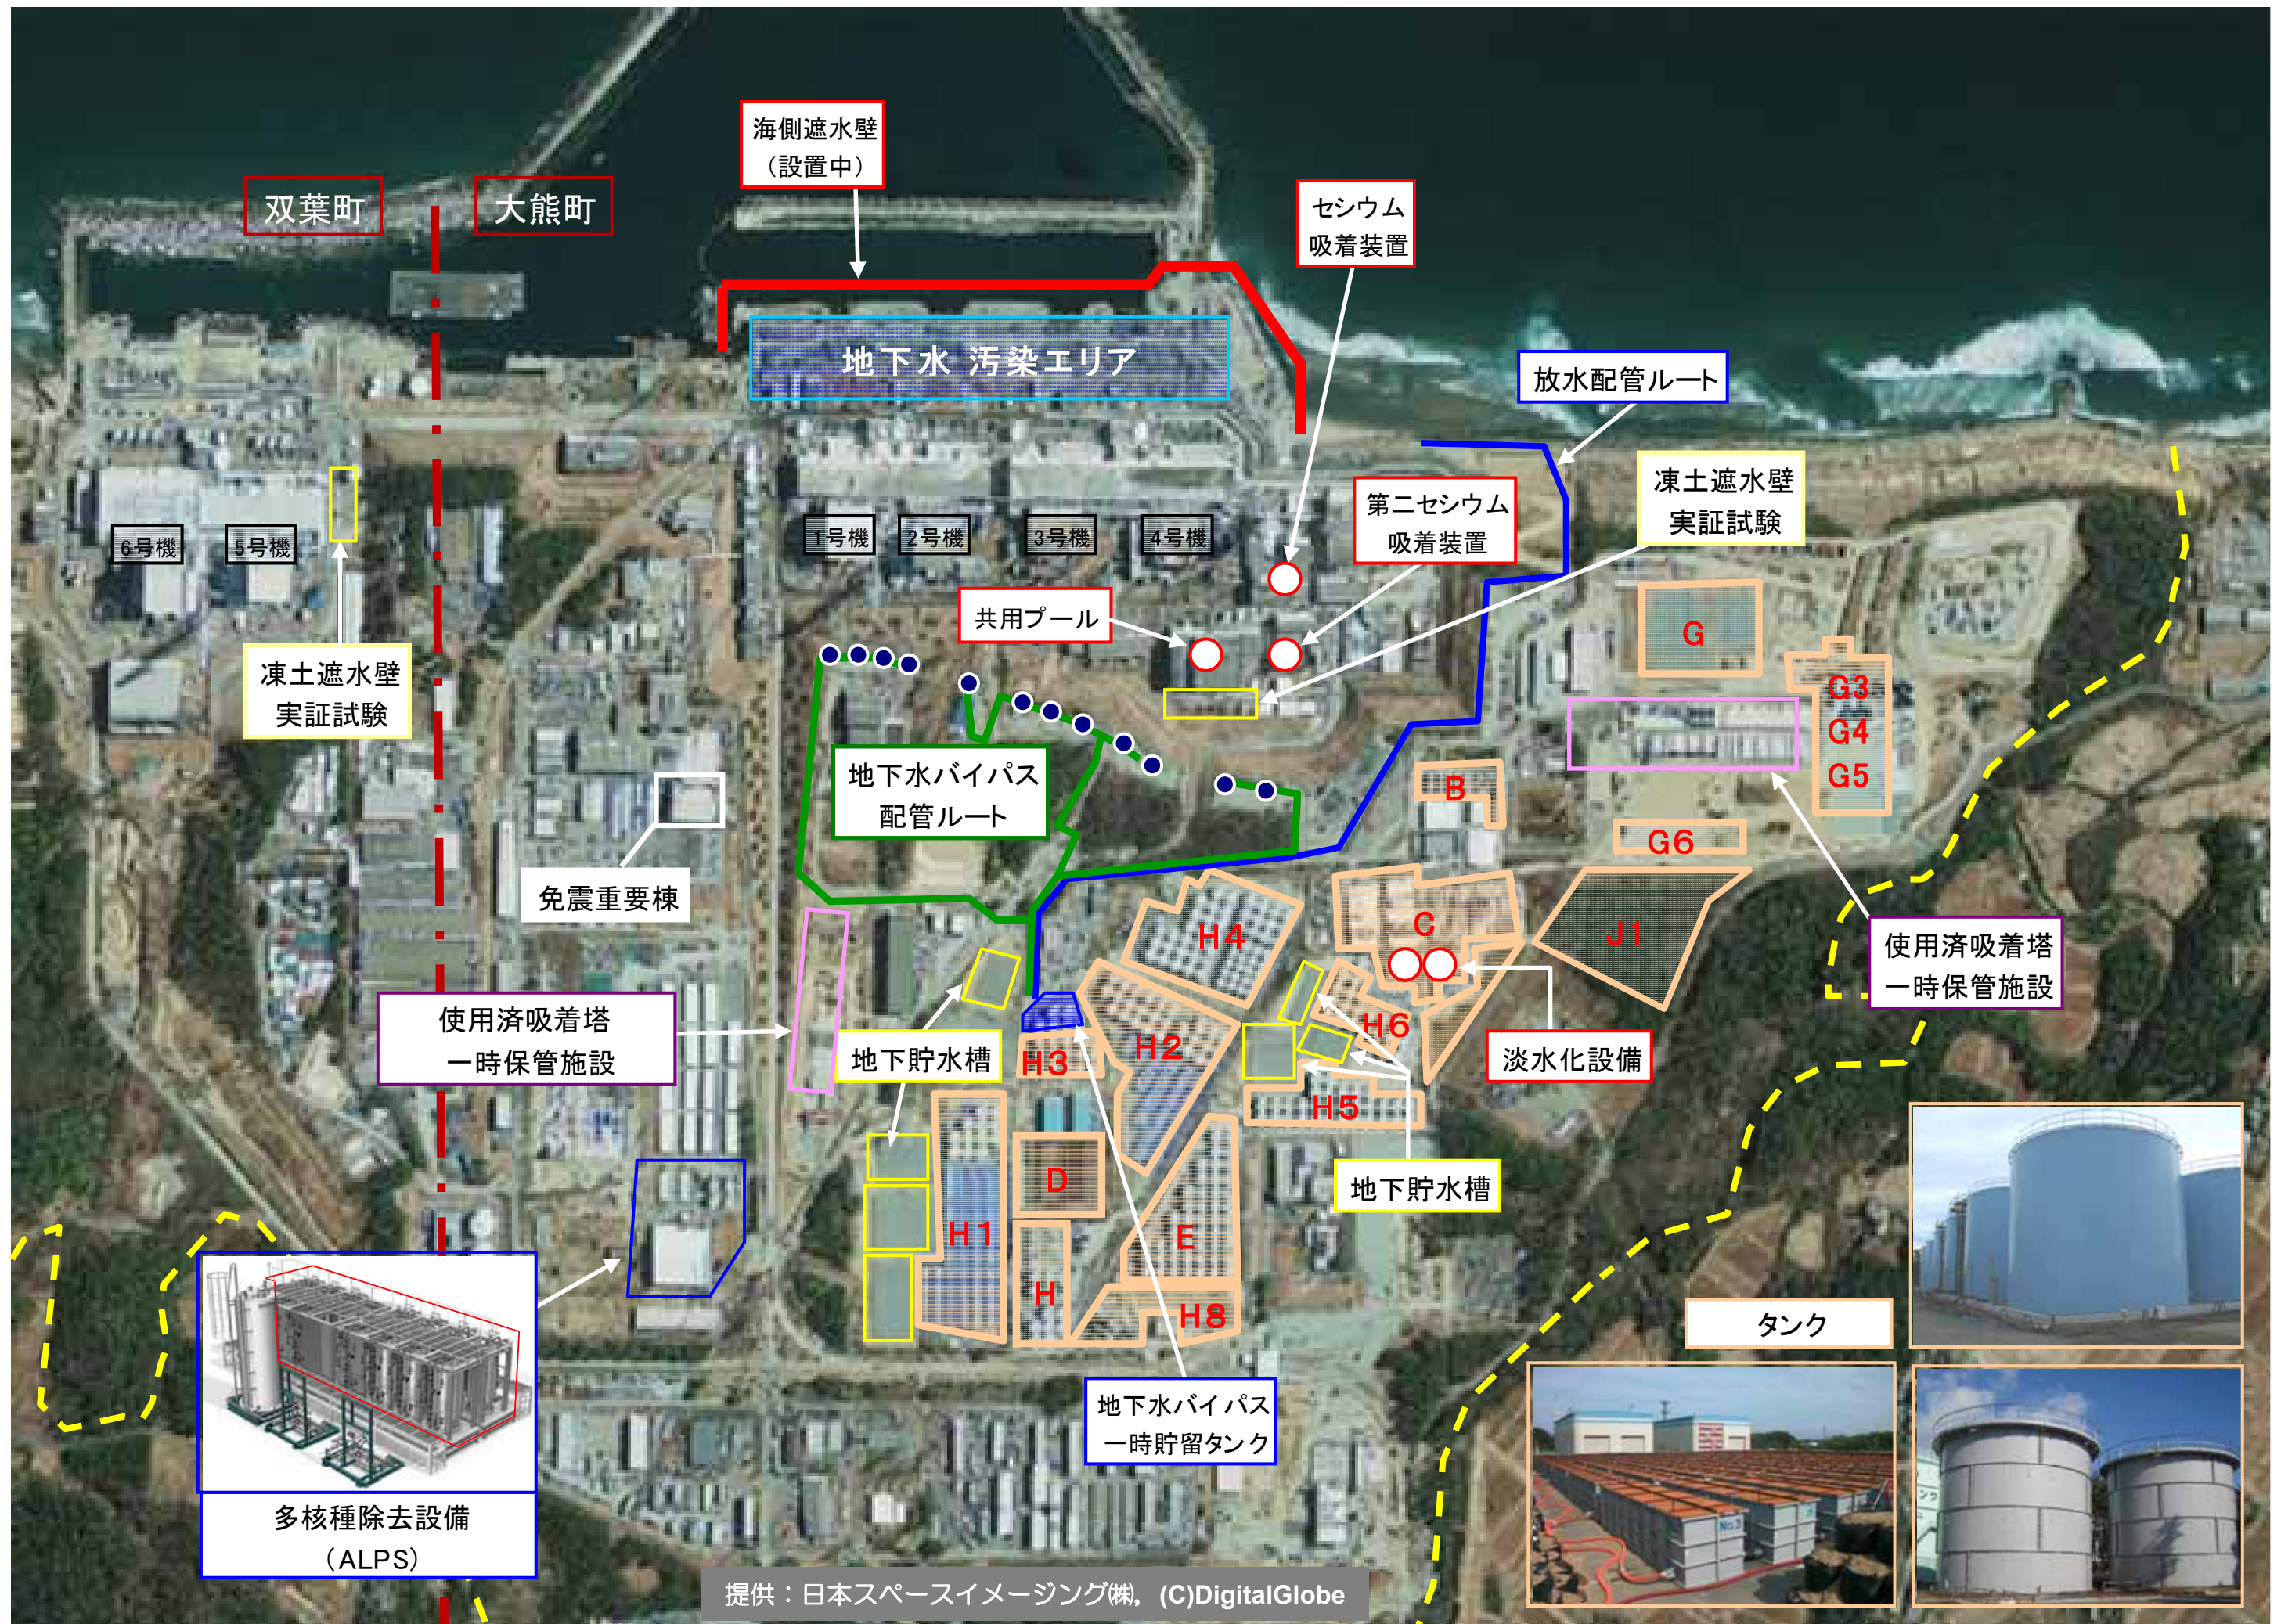 海側遮水壁
（設置中）
双葉町
大熊町
セシウム
吸着装置
地下水 汚染エリア
放水配管ルート
凍土遮水壁
実証試験
第二セシウム
吸着装置
6号機
5号機
1号機
2号機
3号機
4号機
共用プール
凍土遮水壁
実証試験
G
G3
G4
G5
地下水バイパス
配管ルート
B
G6
免震重要棟
H4
C
J1
使用済吸着塔
一時保管施設
使用済吸着塔
一時保管施設
地下貯水槽
H3
H2
H6
淡水化設備
H5
D
地下貯水槽
H1
E
H
H8
タンク
地下水バイパス
一時貯留タンク
多核種除去設備
（ALPS）
No3
提供：日本スペースイメージング㈱，(C)DigitalGlobe